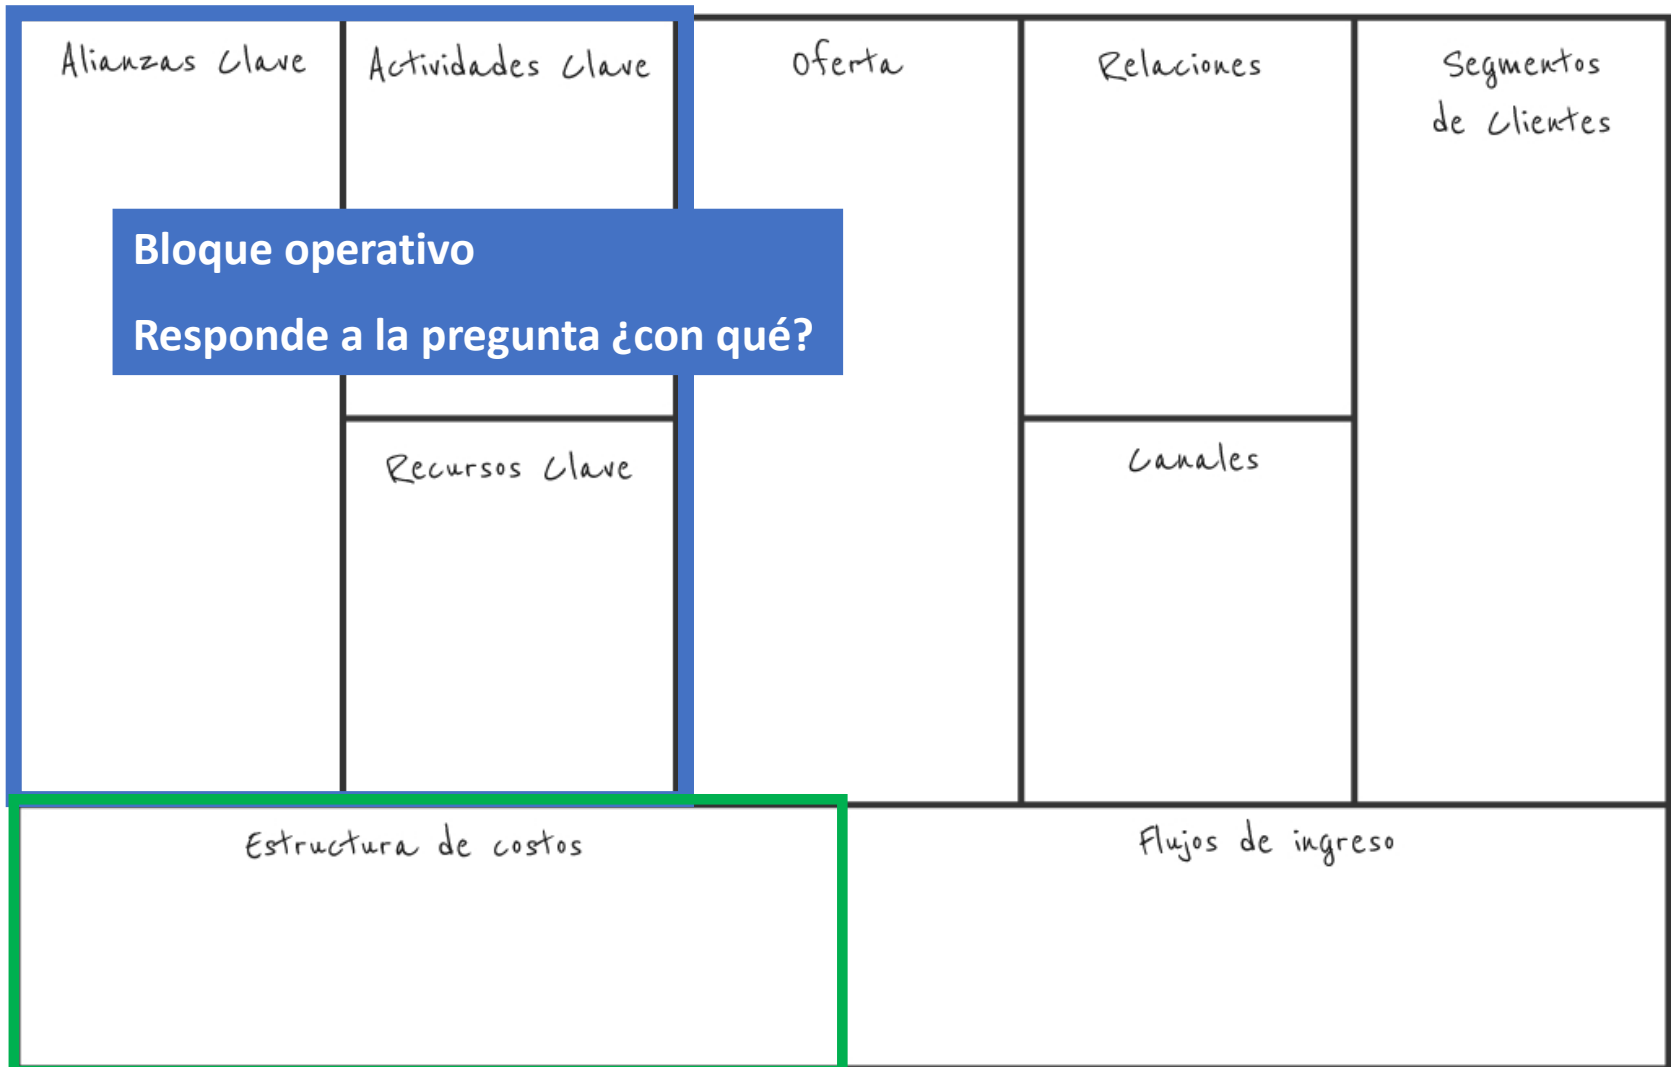 Alianzas Clave
Actividades Clave
Oferta
Relaciones
Segmentos
de Clientes
Bloque operativo
Responde a la pregunta ¿con qué?
Recursos Clave
Canales
Estructura de costos
Flujos de ingreso